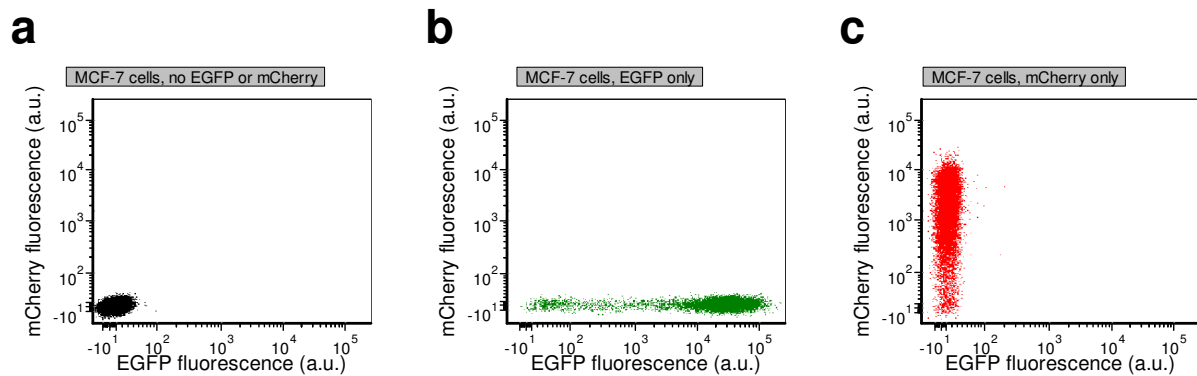 a
b
c
MCF-7 cells, no EGFP or mCherry
MCF-7 cells, EGFP only
MCF-7 cells, mCherry only
mCherry fluorescence (a.u.)
10^5
10^4
10^3
10^2
-10^1
-10^1 10^2 10^3 10^4 10^5
EGFP fluorescence (a.u.)
mCherry fluorescence (a.u.)
10^5
10^4
10^3
10^2
-10^1
-10^1 10^2 10^3 10^4 10^5
EGFP fluorescence (a.u.)
mCherry fluorescence (a.u.)
10^5
10^4
10^3
10^2
-10^1
-10^1 10^2 10^3 10^4 10^5
EGFP fluorescence (a.u.)